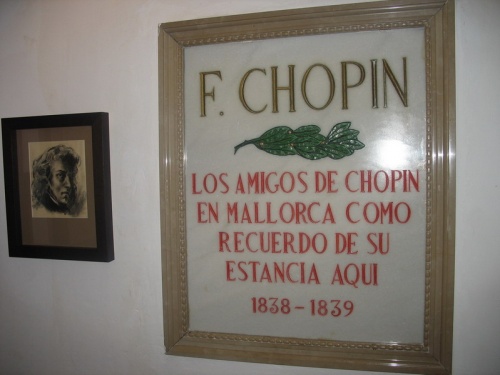 F. CHOPIN
LOS AMIGOS DE CHOPIN
EN MALLORCA COMO
RECUERDO DE SU
ESTANCIA AQUI
1838-1839